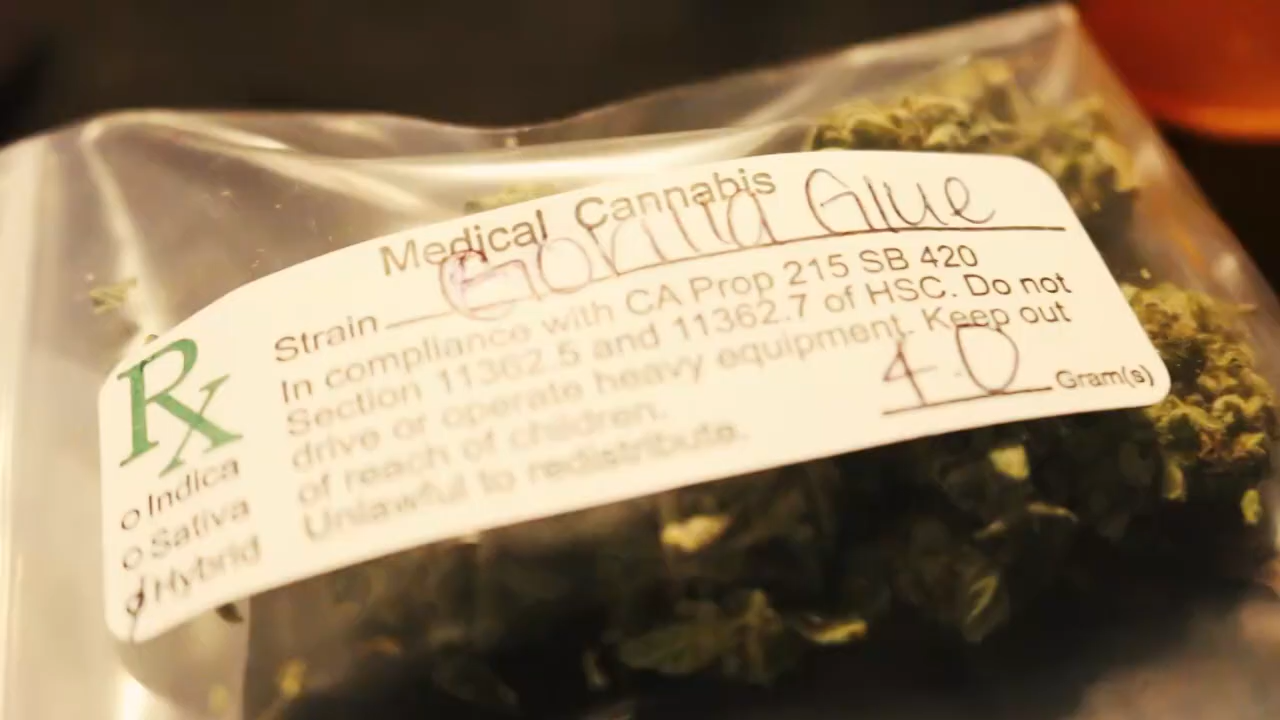 Medical Cannabis
Strain Gorilla Glue
In compliance with CA Prop 215 SB 420
Section 11362.5 and 11362.7 of HSC. Do not
drive or operate heavy equipment. Keep out
of reach of children.
Unlawful to redistribute.
4.0 Gram(s)
Rx
o Indica
o Sativa
o Hybrid